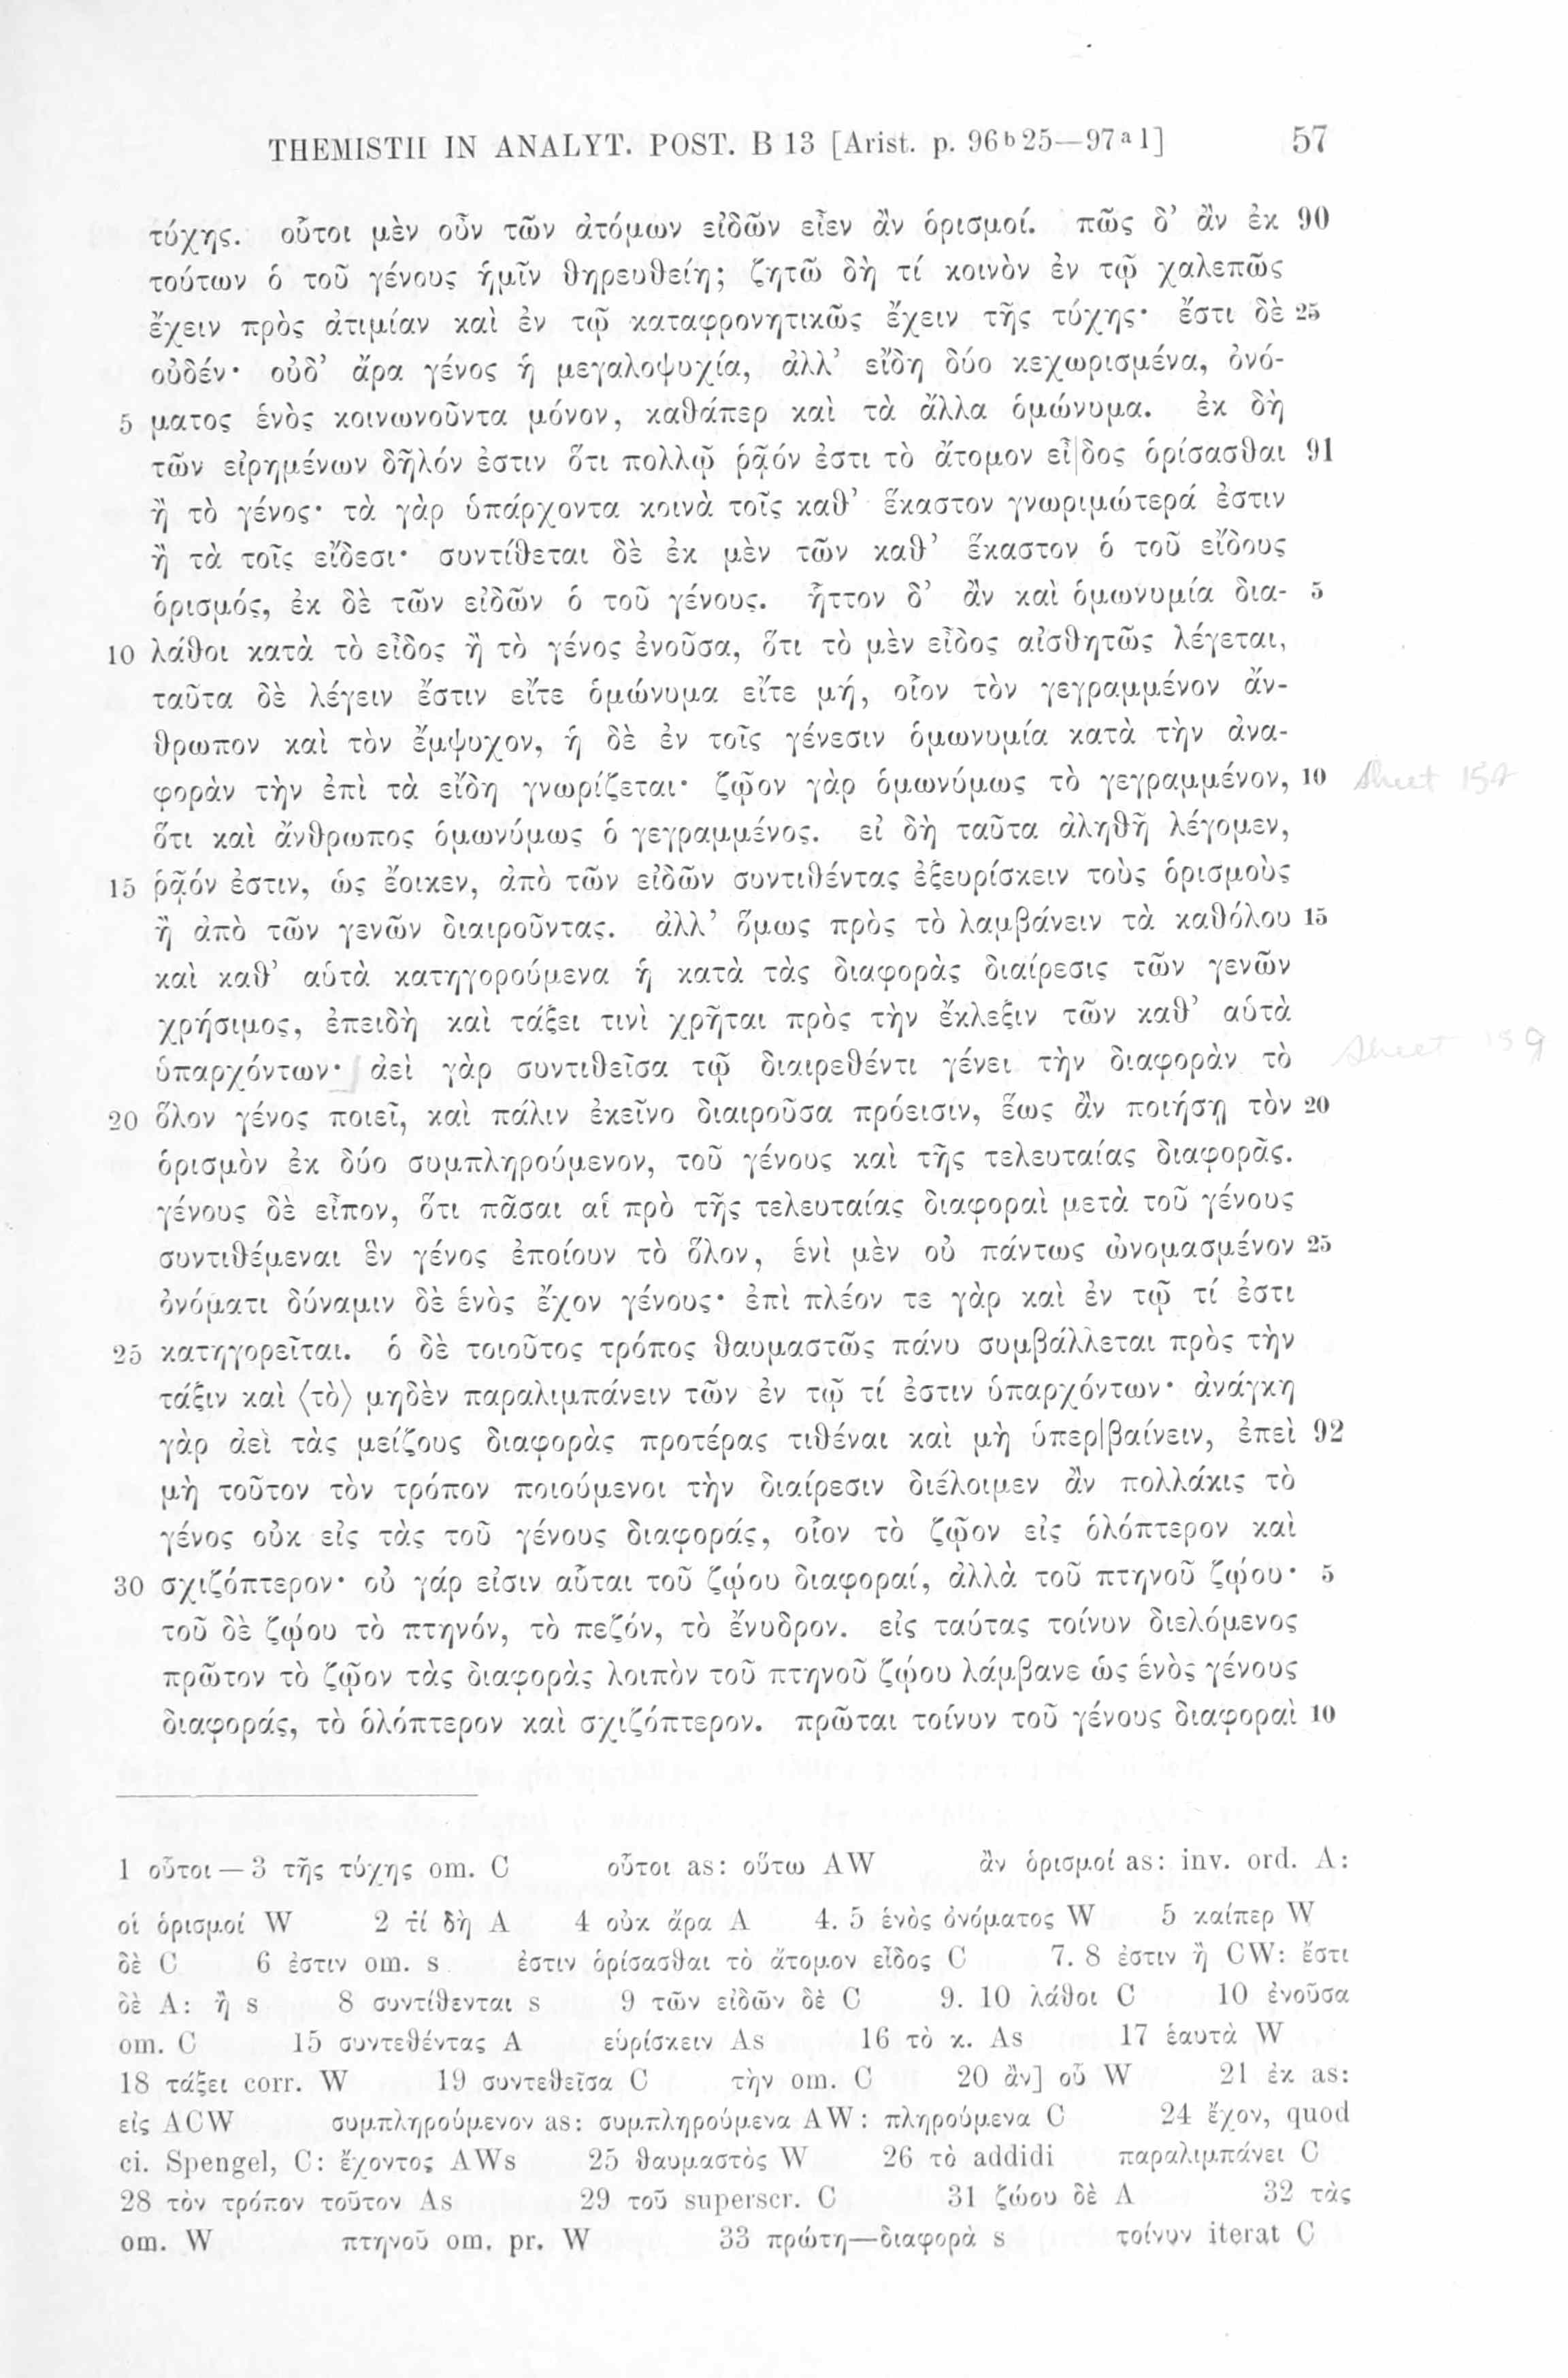 THEMISTII IN ANALYT. POST. B 13 [Arist. p. 96b25—97a1] 57
τύχης. οὗτοι μὲν οὖν τῶν ἀτόμων εἰδῶν εἶεν ἂν ὁρισμοί. πῶς δ’ ἂν ἐκ 90
τούτων ὁ τοῦ γένους ἡμῖν θηρευθείη; ζητῶ δὴ τί κοινὸν ἐν τῷ χαλεπῶς
ἔχειν πρὸς ἀτιμίαν καὶ ἐν τῷ καταφρονητικῶς ἔχειν τῆς τύχης· ἔστι δὲ 25
οὐδέν· οὐδ’ ἄρα γένος ἡ μεγαλοψυχία, ἀλλ’ εἴδη δύο κεχωρισμένα, ὀνό-
5 ματος ἑνὸς κοινωνοῦντα μόνον, καθάπερ καὶ τὰ ἄλλα ὁμώνυμα. ἐκ δὴ
τῶν εἰρημένων δῆλόν ἐστιν ὅτι πολλῷ ῥᾷόν ἐστι τὸ ἄτομον εἶ|δος ὁρίσασθαι 91
ἢ τὸ γένος· τὰ γὰρ ὑπάρχοντα κοινὰ τοῖς καθ’ ἕκαστον γνωριμώτερά ἐστιν
ἢ τὰ τοῖς εἴδεσι· συντίθεται δὲ ἐκ μὲν τῶν καθ’ ἕκαστον ὁ τοῦ εἴδους
ὁρισμός, ἐκ δὲ τῶν εἰδῶν ὁ τοῦ γένους. ἧττον δ’ ἂν καὶ ὁμωνυμία δια- 5
10 λάθοι κατὰ τὸ εἶδος ἢ τὸ γένος ἐνοῦσα, ὅτι τὸ μὲν εἶδος αἰσθητῶς λέγεται,
ταῦτα δὲ λέγειν ἔστιν εἴτε ὁμώνυμα εἴτε μή, οἷον τὸν γεγραμμένον ἄν-
θρωπον καὶ τὸν ἔμψυχον, ἡ δὲ ἐν τοῖς γένεσιν ὁμωνυμία κατὰ τὴν ἀνα-
φορὰν τὴν ἐπὶ τὰ εἴδη γνωρίζεται· ζῷον γὰρ ὁμωνύμως τὸ γεγραμμένον, 10
ὅτι καὶ ἄνθρωπος ὁμωνύμως ὁ γεγραμμένος. εἰ δὴ ταῦτα ἀληθῆ λέγομεν,
15 ῥᾷόν ἐστιν, ὡς ἔοικεν, ἀπὸ τῶν εἰδῶν συντιθέντας ἐξευρίσκειν τοὺς ὁρισμοὺς
ἢ ἀπὸ τῶν γενῶν διαιροῦντας. ἀλλ’ ὅμως πρὸς τὸ λαμβάνειν τὰ καθόλου 15
καὶ καθ’ αὑτὰ κατηγορούμενα ἡ κατὰ τὰς διαφορὰς διαίρεσις τῶν γενῶν
χρήσιμος, ἐπειδὴ καὶ τάξει τινὶ χρῆται πρὸς τὴν ἔκλεξιν τῶν καθ’ αὑτὰ
ὑπαρχόντων· ἀεὶ γὰρ συντιθεῖσα τῷ διαιρεθέντι γένει τὴν διαφορὰν τὸ Sheet 159
20 ὅλον γένος ποιεῖ, καὶ πάλιν ἐκεῖνο διαιροῦσα πρόεισιν, ἕως ἂν ποιήσῃ τὸν 20
ὁρισμὸν ἐκ δύο συμπληρούμενον, τοῦ γένους καὶ τῆς τελευταίας διαφορᾶς.
γένους δὲ εἶπον, ὅτι πᾶσαι αἱ πρὸ τῆς τελευταίας διαφοραὶ μετὰ τοῦ γένους
συντιθέμεναι ἓν γένος ἐποίουν τὸ ὅλον, ἑνὶ μὲν οὐ πάντως ὠνομασμένον 25
ὀνόματι δύναμιν δὲ ἑνὸς ἔχον γένους· ἐπὶ πλέον τε γὰρ καὶ ἐν τῷ τί ἐστι
25 κατηγορεῖται. ὁ δὲ τοιοῦτος τρόπος θαυμαστῶς πάνυ συμβάλλεται πρὸς τὴν
τάξιν καὶ ⟨τὸ⟩ μηδὲν παραλιμπάνειν τῶν ἐν τῷ τί ἐστιν ὑπαρχόντων· ἀνάγκη
γὰρ ἀεὶ τὰς μείζους διαφορὰς προτέρας τιθέναι καὶ μὴ ὑπερ|βαίνειν, ἐπεὶ 92
μὴ τοῦτον τὸν τρόπον ποιούμενοι τὴν διαίρεσιν διέλοιμεν ἂν πολλάκις τὸ
γένος οὐκ εἰς τὰς τοῦ γένους διαφοράς, οἷον τὸ ζῷον εἰς ὁλόπτερον καὶ
30 σχιζόπτερον· οὐ γάρ εἰσιν αὗται τοῦ ζῴου διαφοραί, ἀλλὰ τοῦ πτηνοῦ ζῴου· 5
τοῦ δὲ ζῴου τὸ πτηνόν, τὸ πεζόν, τὸ ἔνυδρον. εἰς ταύτας τοίνυν διελόμενος
πρῶτον τὸ ζῷον τὰς διαφορὰς λοιπὸν τοῦ πτηνοῦ ζῴου λάμβανε ὡς ἑνὸς γένους
διαφοράς, τὸ ὁλόπτερον καὶ σχιζόπτερον. πρῶται τοίνυν τοῦ γένους διαφοραὶ 10
1 οὗτοι — 3 τῆς τύχης om. C οὗτοι as: οὕτω AW ἂν ὁρισμοί as: inv. ord. A:
οἱ ὁρισμοί W 2 τί δὴ A 4 οὐκ ἄρα A 4. 5 ἑνὸς ὀνόματος W 5 καίπερ W
δὲ C 6 ἐστιν om. s ἐστιν ὁρίσασθαι τὸ ἄτομον εἶδος C 7. 8 ἐστιν ἢ CW: ἔστι
δὲ A: ἢ s 8 συντίθενται s 9 τῶν εἰδῶν δὲ C 9. 10 λάθοι C 10 ἐνοῦσα
om. C 15 συντεθέντας A εὑρίσκειν As 16 τὸ κ. As 17 ἑαυτὰ W
18 τάξει corr. W 19 συντεθεῖσα C τὴν om. C 20 ἂν] οὗ W 21 ἐκ as:
εἰς ACW συμπληρούμενον as: συμπληρούμενα AW: πληρούμενα C 24 ἔχον, quod
ci. Spengel, C: ἔχοντος AWs 25 θαυμαστὸς W 26 τὸ addidi παραλιμπάνει C
28 τὸν τρόπον τοῦτον As 29 τοῦ superscr. C 31 ζώου δὲ A 32 τὰς
om. W πτηνοῦ om. pr. W 33 πρώτη—διαφορὰ s τοίνυν iterat C